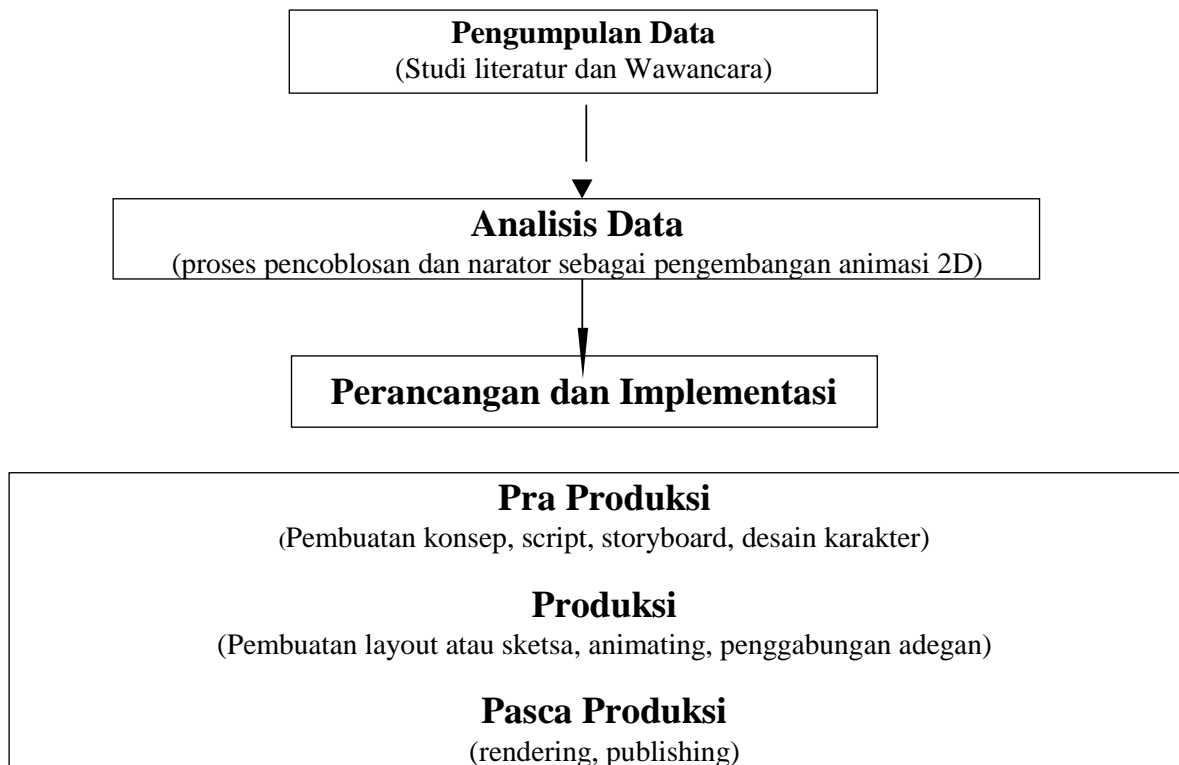 Pengumpulan Data
(Studi literatur dan Wawancara)
Analisis Data
(proses pencoblosan dan narator sebagai pengembangan animasi 2D)
Perancangan dan Implementasi
Pra Produksi
(Pembuatan konsep, script, storyboard, desain karakter)
Produksi
(Pembuatan layout atau sketsa, animating, penggabungan adegan)
Pasca Produksi
(rendering, publishing)